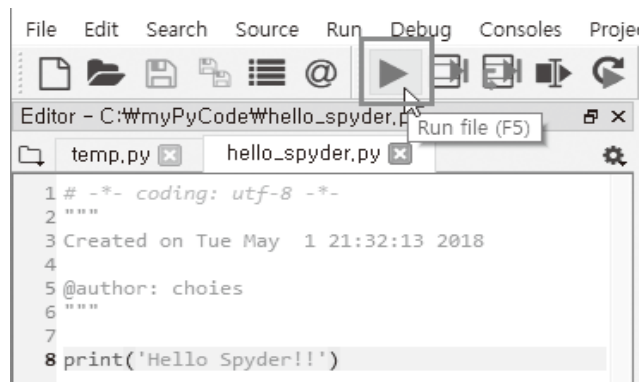 File Edit Search Source Run Debug Consoles Proje
@
Editor - C:₩myPyCode₩hello_spyder.p
Run file (F5)
temp.py hello_spyder.py
1 # -*- coding: utf-8 -*-
2 """
3 Created on Tue May  1 21:32:13 2018
4
5 @author: choies
6 """
7
8 print('Hello Spyder!!')